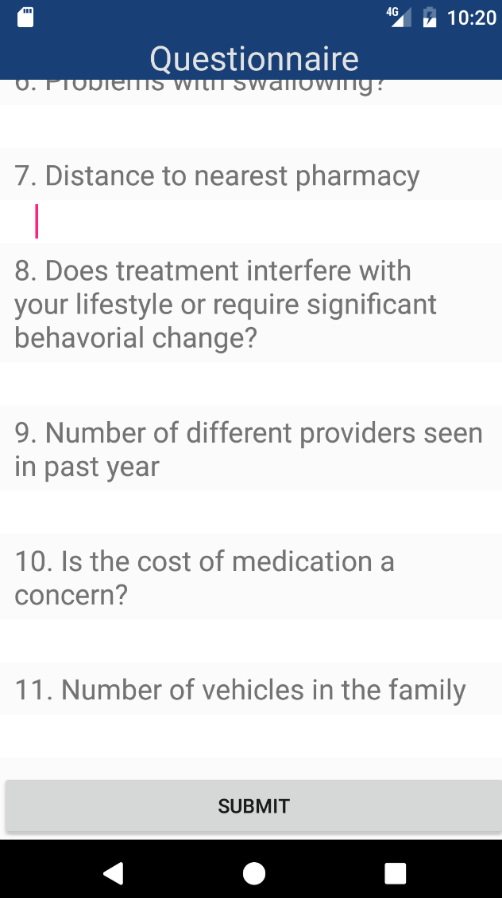 4G 10:20
Questionnaire
6. Problems with swallowing?
7. Distance to nearest pharmacy
8. Does treatment interfere with
your lifestyle or require significant
behavorial change?
9. Number of different providers seen
in past year
10. Is the cost of medication a
concern?
11. Number of vehicles in the family
SUBMIT